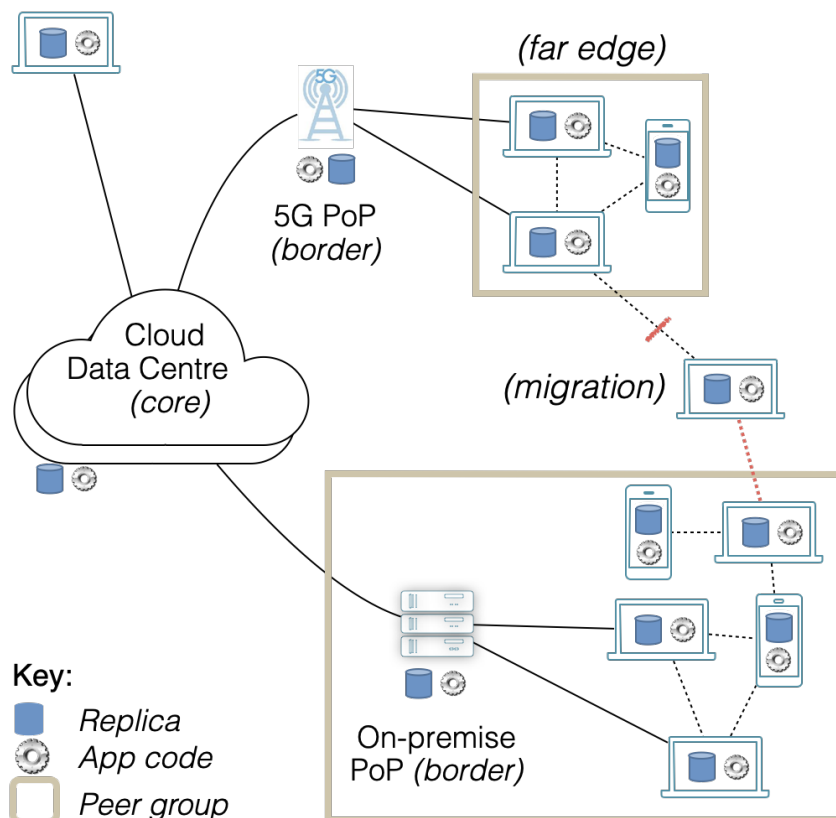 (far edge)
5G
5G PoP
(border)
Cloud
Data Centre
(core)
(migration)
On-premise
PoP (border)
Key:
Replica
App code
Peer group